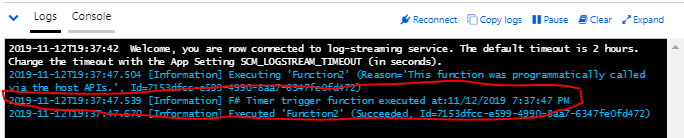 Logs Console
Reconnect Copy logs Pause Clear Expand
2019-11-12T19:37:42 Welcome, you are now connected to log-streaming service. The default timeout is 2 hours.
Change the timeout with the App Setting SCM_LOGSTREAM_TIMEOUT (in seconds).
2019-11-12T19:37:47.504 [Information] Executing 'Function2' (Reason='This function was programmatically called
via the host APIs.', Id=7153dfcc-e599-4990-8aa7-6347fe0fd472)
2019-11-12T19:37:47.539 [Information] F# Timer trigger function executed at:11/12/2019 7:37:47 PM
2019-11-12T19:37:47.670 [Information] Executed 'Function2' (Succeeded, Id=7153dfcc-e599-4990-8aa7-6347fe0fd472)